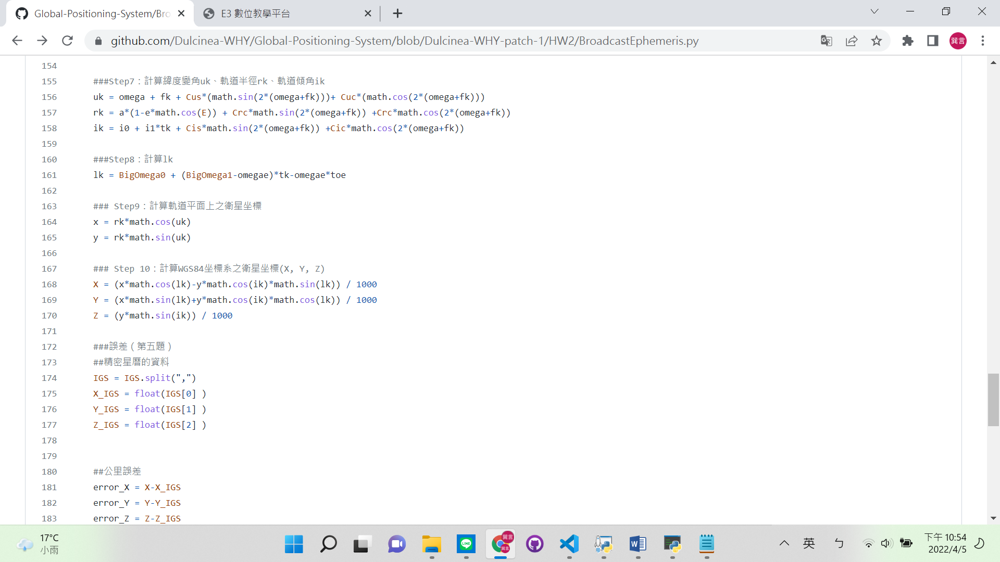 Global-Positioning-System/Bro
E3 數位教學平台
github.com/Dulcinea-WHY/Global-Positioning-System/blob/Dulcinea-WHY-patch-1/HW2/BroadcastEphemeris.py
巽言
154
155 ###Step7：計算緯度變角uk、軌道半徑rk、軌道傾角ik
156 uk = omega + fk + Cus*(math.sin(2*(omega+fk)))+ Cuc*(math.cos(2*(omega+fk)))
157 rk = a*(1-e*math.cos(E)) + Crc*math.sin(2*(omega+fk)) +Crc*math.cos(2*(omega+fk))
158 ik = i0 + i1*tk + Cis*math.sin(2*(omega+fk)) +Cic*math.cos(2*(omega+fk))
159
160 ###Step8：計算lk
161 lk = BigOmega0 + (BigOmega1-omegae)*tk-omegae*toe
162
163 ### Step9：計算軌道平面上之衛星坐標
164 x = rk*math.cos(uk)
165 y = rk*math.sin(uk)
166
167 ### Step 10：計算WGS84坐標系之衛星坐標(X, Y, Z)
168 X = (x*math.cos(lk)-y*math.cos(ik)*math.sin(lk)) / 1000
169 Y = (x*math.sin(lk)+y*math.cos(ik)*math.cos(lk)) / 1000
170 Z = (y*math.sin(ik)) / 1000
171
172 ###誤差（第五題）
173 ##精密星曆的資料
174 IGS = IGS.split(",")
175 X_IGS = float(IGS[0] )
176 Y_IGS = float(IGS[1] )
177 Z_IGS = float(IGS[2] )
178
179
180 ##公里誤差
181 error_X = X-X_IGS
182 error_Y = Y-Y_IGS
183 error_Z = Z-Z_IGS
17°C
小雨
LINE
巽言
巽言
W
英
ㄅ
下午 10:54
2022/4/5